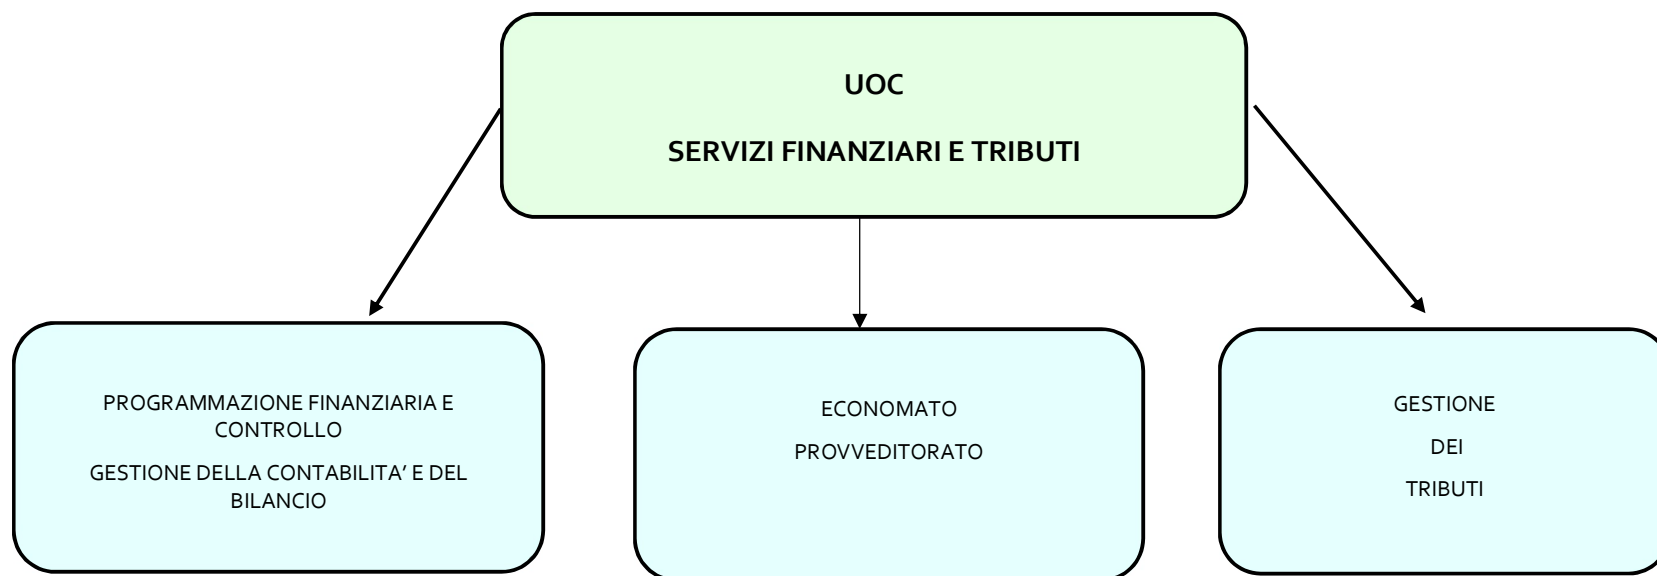 UOC
SERVIZI FINANZIARI E TRIBUTI
PROGRAMMAZIONE FINANZIARIA E
CONTROLLO
GESTIONE DELLA CONTABILITA’ E DEL
BILANCIO
ECONOMATO
PROVVEDITORATO
GESTIONE
DEI
TRIBUTI